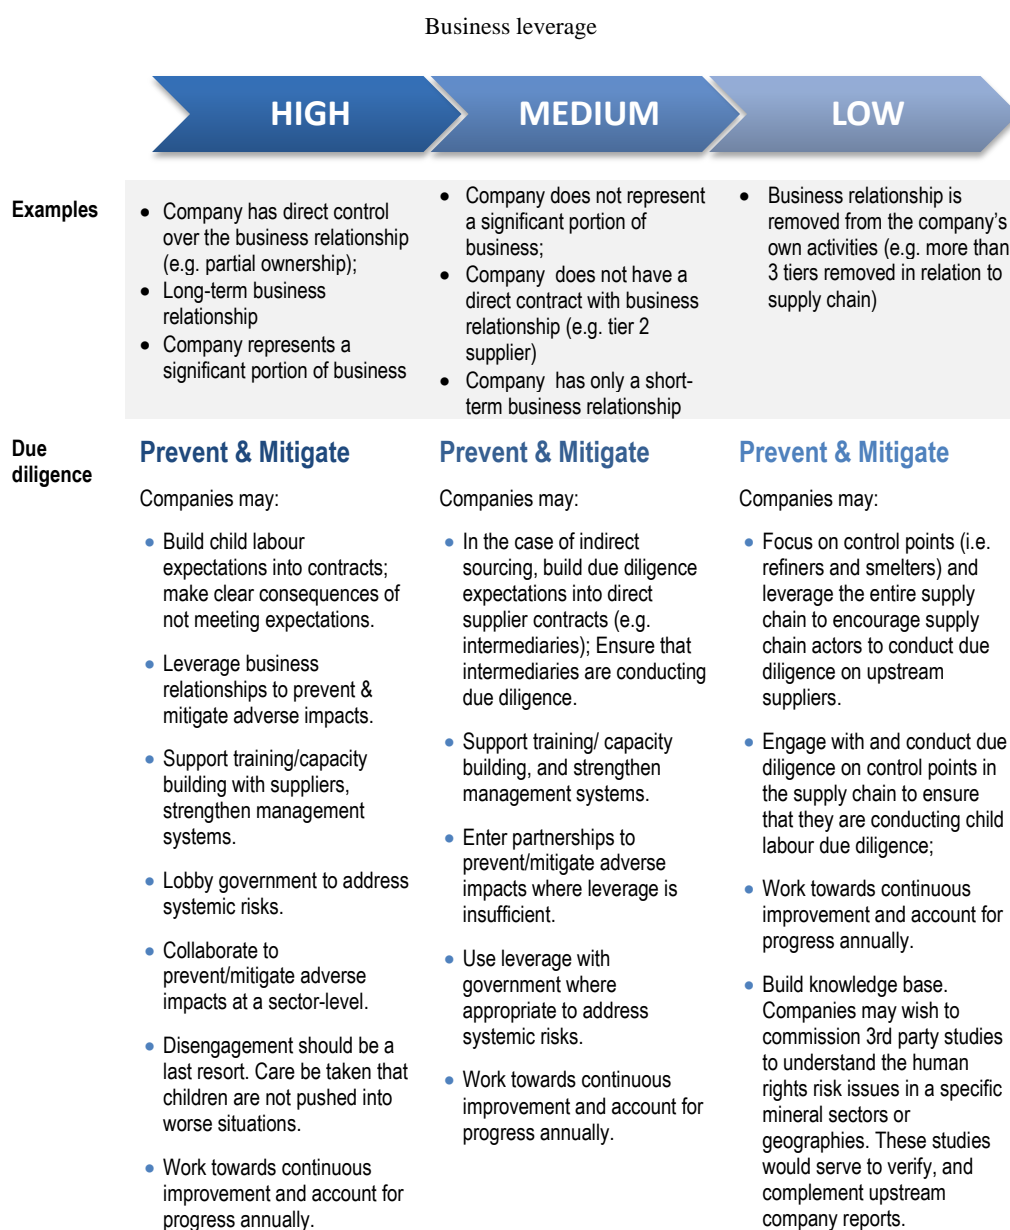 Business leverage
HIGH
MEDIUM
LOW
Examples
• Company has direct control
over the business relationship
(e.g. partial ownership);
• Long-term business
relationship
• Company represents a
significant portion of business
• Company does not represent
a significant portion of
business;
• Company does not have a
direct contract with business
relationship (e.g. tier 2
supplier)
• Company has only a short-
term business relationship
• Business relationship is
removed from the company's
own activities (e.g. more than
3 tiers removed in relation to
supply chain)
Due
diligence
Prevent & Mitigate
Companies may:
• Build child labour
expectations into contracts;
make clear consequences of
not meeting expectations.
• Leverage business
relationships to prevent &
mitigate adverse impacts.
• Support training/capacity
building with suppliers,
strengthen management
systems.
• Lobby government to address
systemic risks.
• Collaborate to
prevent/mitigate adverse
impacts at a sector-level.
• Disengagement should be a
last resort. Care be taken that
children are not pushed into
worse situations.
• Work towards continuous
improvement and account for
progress annually.
Prevent & Mitigate
Companies may:
• In the case of indirect
sourcing, build due diligence
expectations into direct
supplier contracts (e.g.
intermediaries); Ensure that
intermediaries are conducting
due diligence.
• Support training/ capacity
building, and strengthen
management systems.
• Enter partnerships to
prevent/mitigate adverse
impacts where leverage is
insufficient.
• Use leverage with
government where
appropriate to address
systemic risks.
• Work towards continuous
improvement and account for
progress annually.
Prevent & Mitigate
Companies may:
• Focus on control points (i.e.
refiners and smelters) and
leverage the entire supply
chain to encourage supply
chain actors to conduct due
diligence on upstream
suppliers.
• Engage with and conduct due
diligence on control points in
the supply chain to ensure
that they are conducting child
labour due diligence;
• Work towards continuous
improvement and account for
progress annually.
• Build knowledge base.
Companies may wish to
commission 3rd party studies
to understand the human
rights risk issues in a specific
mineral sectors or
geographies. These studies
would serve to verify, and
complement upstream
company reports.